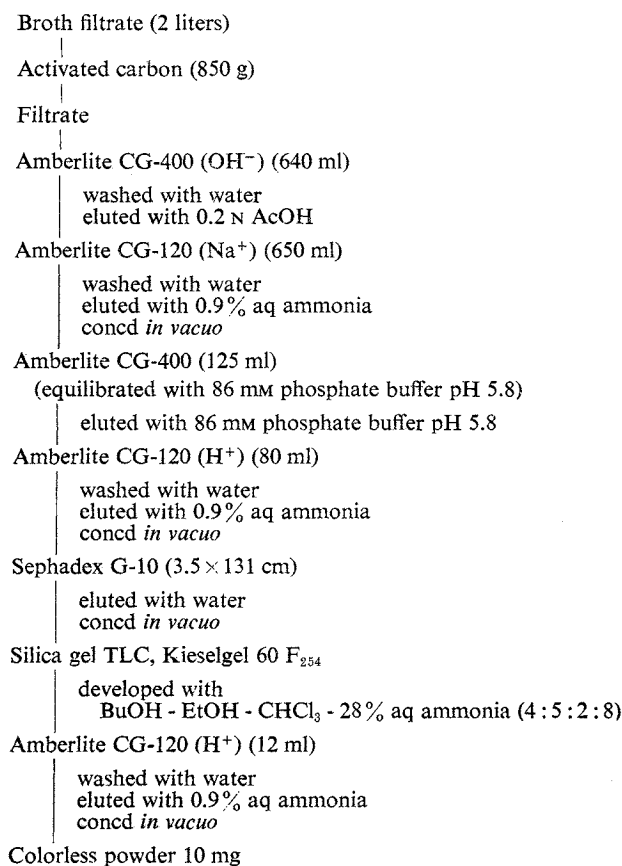 Broth filtrate (2 liters)
Activated carbon (850 g)
Filtrate
Amberlite CG-400 (OH⁻) (640 ml)
washed with water
eluted with 0.2 N AcOH
Amberlite CG-120 (Na⁺) (650 ml)
washed with water
eluted with 0.9% aq ammonia
concd in vacuo
Amberlite CG-400 (125 ml)
(equilibrated with 86 mM phosphate buffer pH 5.8)
eluted with 86 mM phosphate buffer pH 5.8
Amberlite CG-120 (H⁺) (80 ml)
washed with water
eluted with 0.9% aq ammonia
concd in vacuo
Sephadex G-10 (3.5 × 131 cm)
eluted with water
concd in vacuo
Silica gel TLC, Kieselgel 60 F₂₅₄
developed with
BuOH - EtOH - CHCl₃ - 28% aq ammonia (4 : 5 : 2 : 8)
Amberlite CG-120 (H⁺) (12 ml)
washed with water
eluted with 0.9% aq ammonia
concd in vacuo
Colorless powder 10 mg